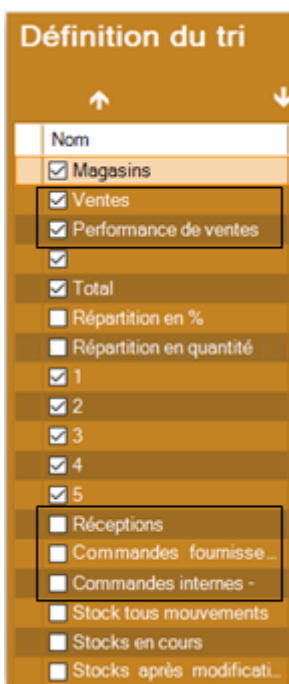 Définition du tri
Nom
Magasins
Ventes
Performance de ventes
Total
Répartition en %
Répartition en quantité
1
2
3
4
5
Réceptions
Commandes fournisse...
Commandes internes -
Stock tous mouvements
Stocks en cours
Stocks après modificati...